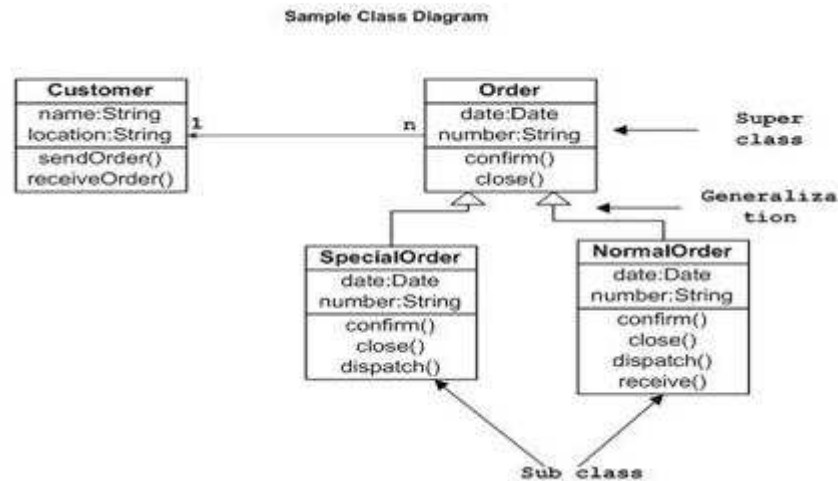 Sample Class Diagram
Customer
name:String
location:String
sendOrder()
receiveOrder()
1
n
Order
date:Date
number:String
confirm()
close()
Super
class
Generaliza
tion
SpecialOrder
date:Date
number:String
confirm()
close()
dispatch()
NormalOrder
date:Date
number:String
confirm()
close()
dispatch()
receive()
Sub class